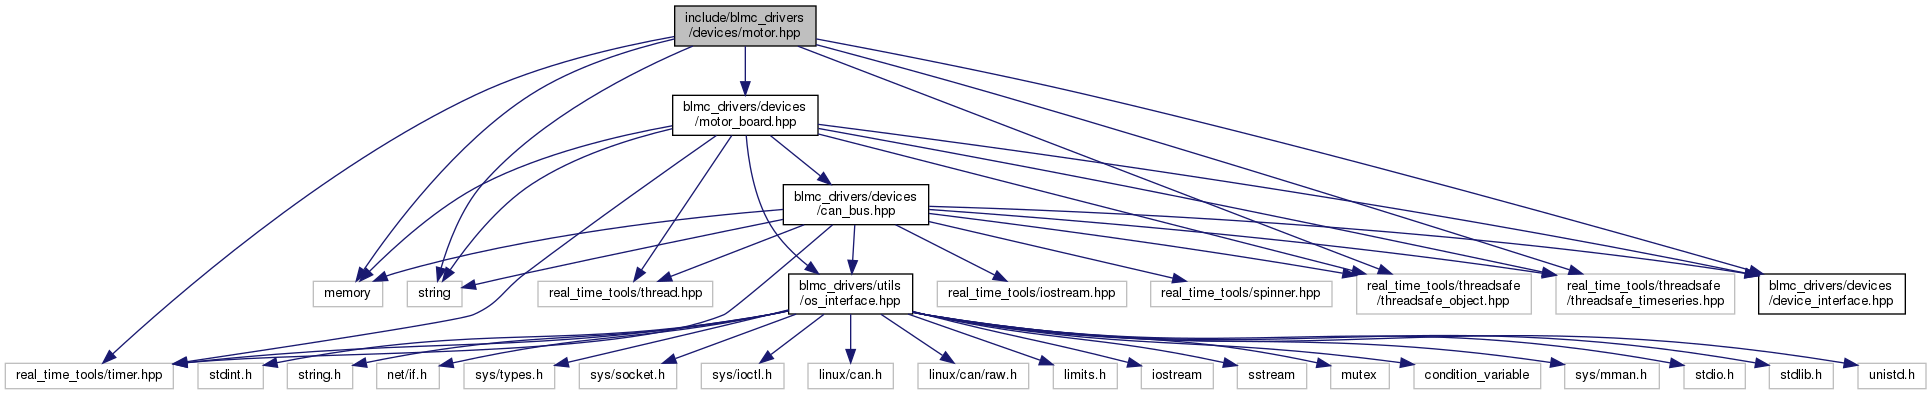 include/blmc_drivers
/devices/motor.hpp
blmc_drivers/devices
/motor_board.hpp
blmc_drivers/devices
/can_bus.hpp
memory
string
real_time_tools/thread.hpp
blmc_drivers/utils
/os_interface.hpp
real_time_tools/iostream.hpp
real_time_tools/spinner.hpp
real_time_tools/threadsafe
/threadsafe_object.hpp
real_time_tools/threadsafe
/threadsafe_timeseries.hpp
blmc_drivers/devices
/device_interface.hpp
real_time_tools/timer.hpp
stdint.h
string.h
net/if.h
sys/types.h
sys/socket.h
sys/ioctl.h
linux/can.h
linux/can/raw.h
limits.h
iostream
sstream
mutex
condition_variable
sys/mman.h
stdio.h
stdlib.h
unistd.h